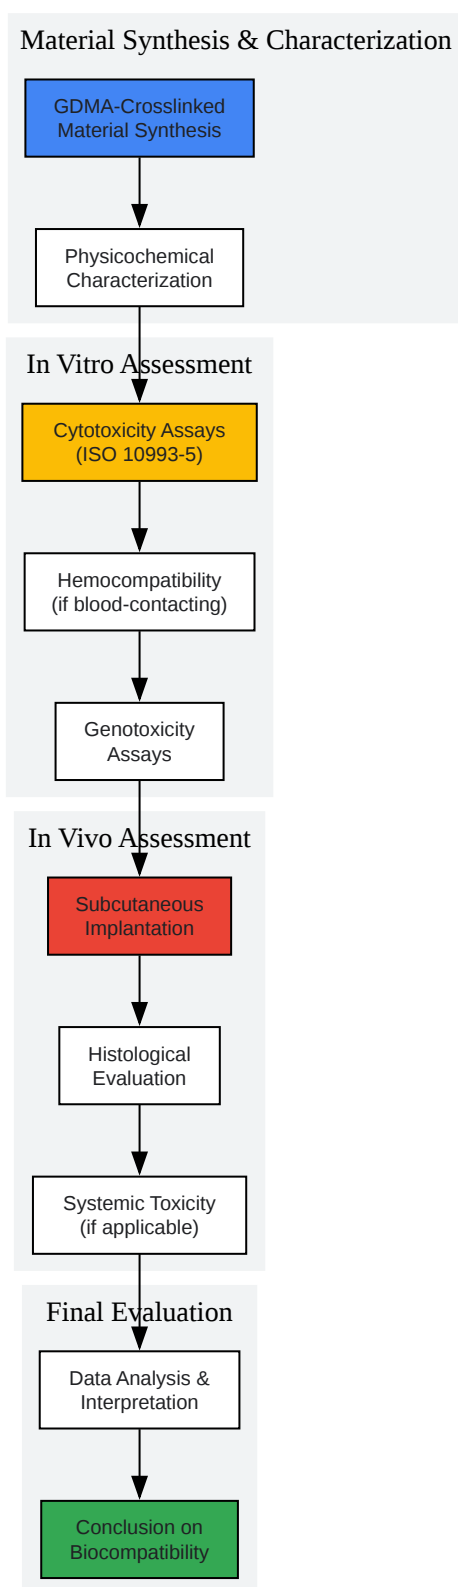 Material Synthesis & Characterization
GDMA-Crosslinked
Material Synthesis
Physicochemical
Characterization
In Vitro Assessment
Cytotoxicity Assays
(ISO 10993-5)
Hemocompatibility
(if blood-contacting)
Genotoxicity
Assays
In Vivo Assessment
Subcutaneous
Implantation
Histological
Evaluation
Systemic Toxicity
(if applicable)
Final Evaluation
Data Analysis &
Interpretation
Conclusion on
Biocompatibility